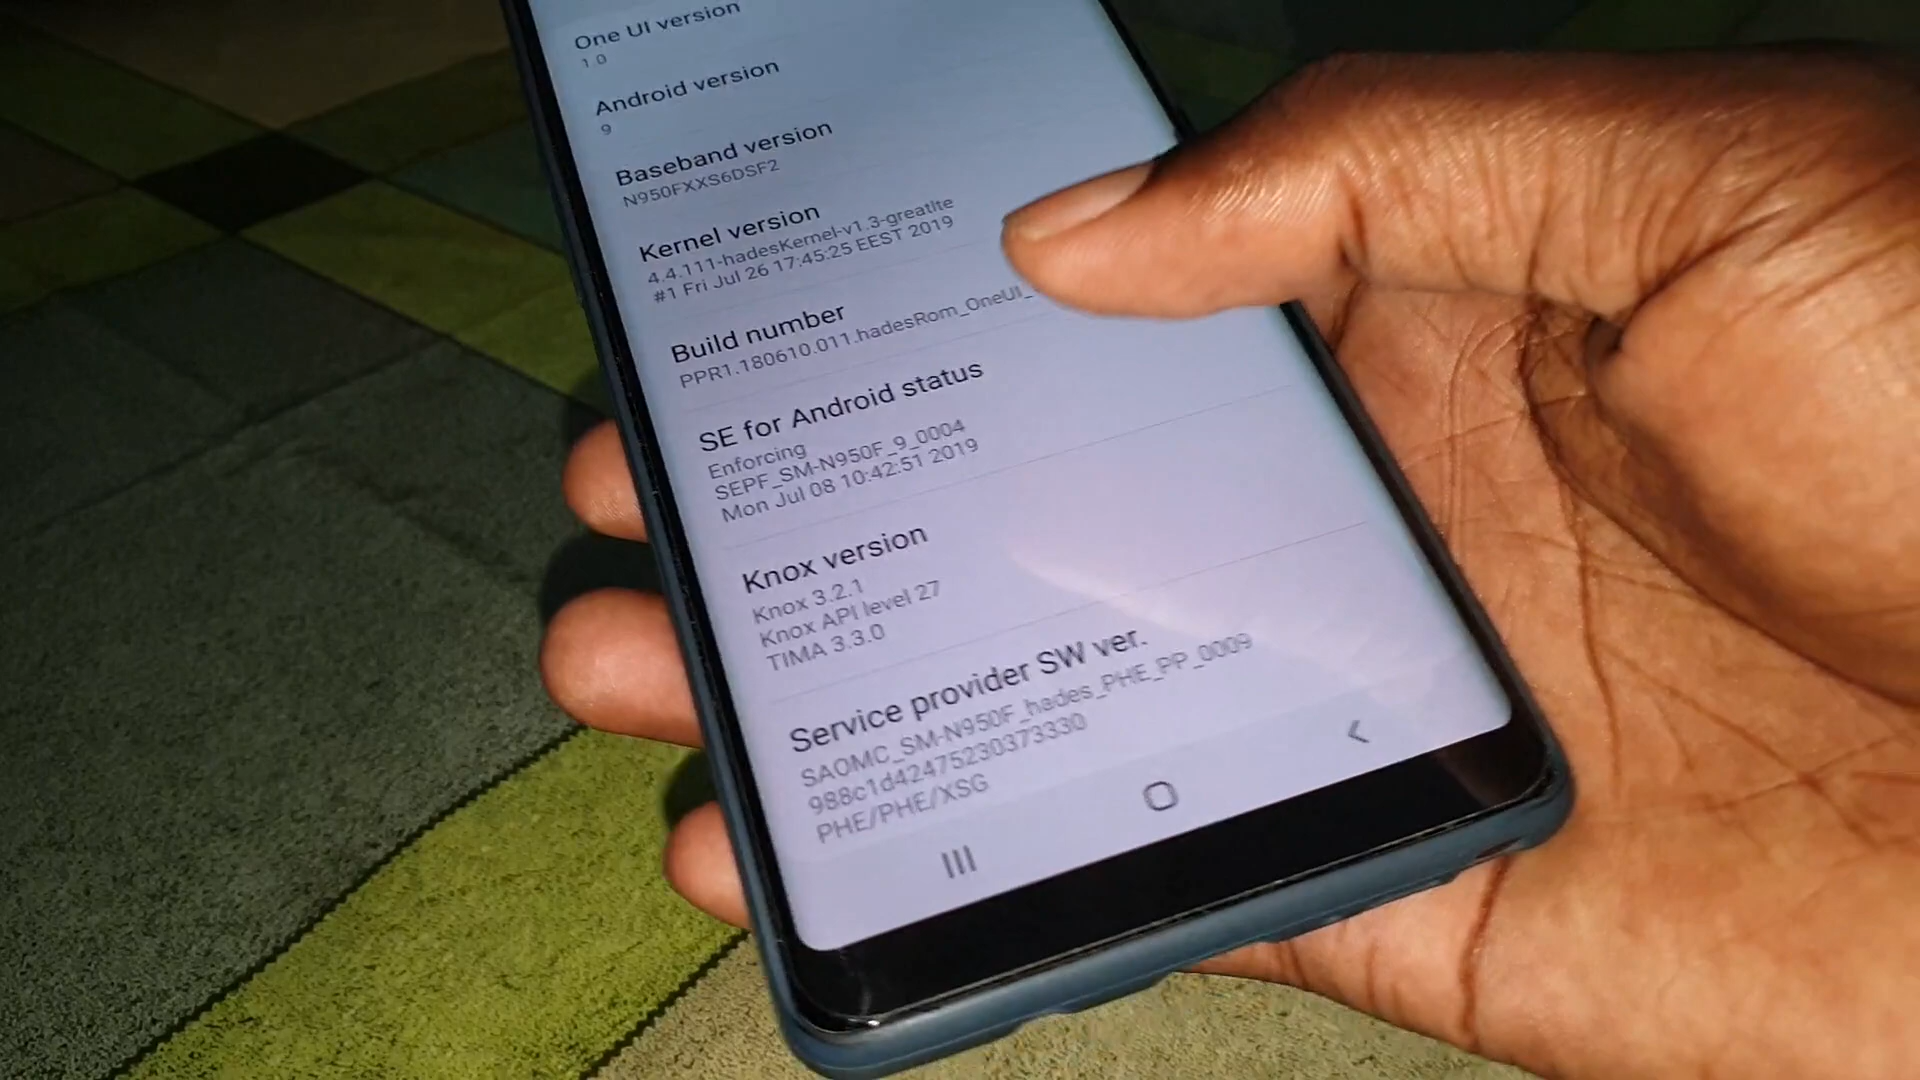 One UI version
1.0
Android version
9
Baseband version
N950FXXS6DSF2
Kernel version
4.4.111-hadesKernel-v1.3-greatlte
#1 Fri Jul 26 17:45:25 EEST 2019
Build number
PPR1.180610.011.hadesRom_OneUI_
SE for Android status
Enforcing
SEPF_SM-N950F_9_0004
Mon Jul 08 10:42:51 2019
Knox version
Knox 3.2.1
Knox API level 27
TIMA 3.3.0
Service provider SW ver.
SAOMC_SM-N950F_hades_PHE_PP_0009
988c1d42475230373330
PHE/PHE/XSG